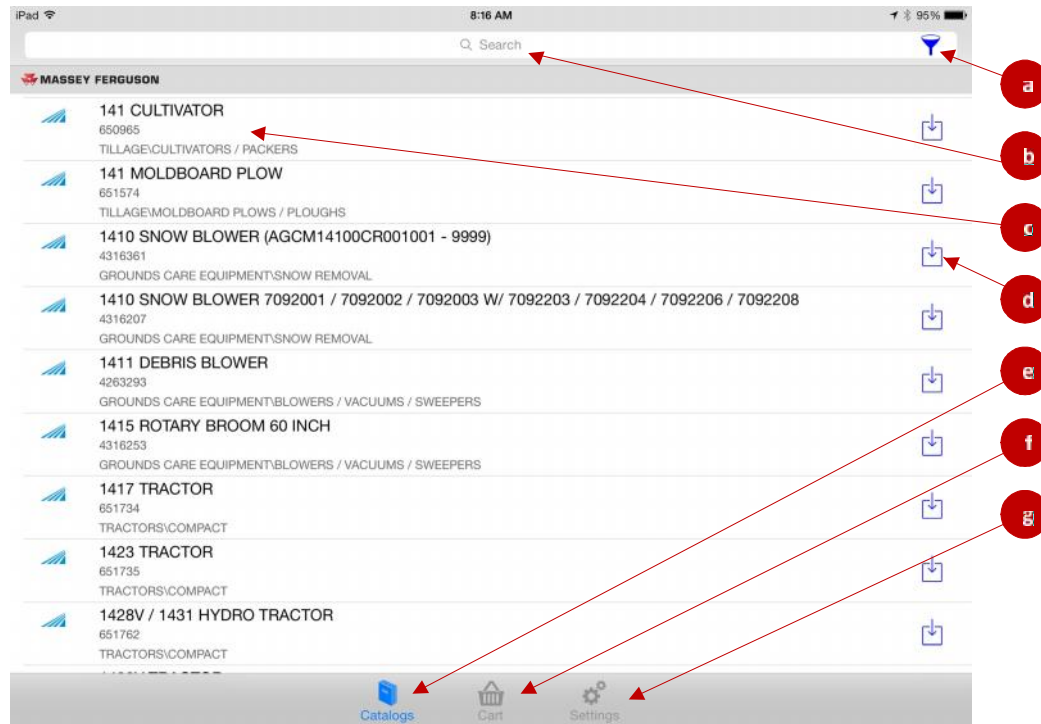 iPad 8:16 AM 95%
Search
MASSEY FERGUSON
a
141 CULTIVATOR
650965
TILLAGE\CULTIVATORS / PACKERS
b
141 MOLDBOARD PLOW
651574
TILLAGE\MOLDBOARD PLOWS / PLOUGHS
c
1410 SNOW BLOWER (AGCM14100CR001001 - 9999)
4316361
GROUNDS CARE EQUIPMENT\SNOW REMOVAL
d
1410 SNOW BLOWER 7092001 / 7092002 / 7092003 W/ 7092203 / 7092204 / 7092206 / 7092208
4316207
GROUNDS CARE EQUIPMENT\SNOW REMOVAL
e
1411 DEBRIS BLOWER
4263293
GROUNDS CARE EQUIPMENT\BLOWERS / VACUUMS / SWEEPERS
f
1415 ROTARY BROOM 60 INCH
4316253
GROUNDS CARE EQUIPMENT\BLOWERS / VACUUMS / SWEEPERS
g
1417 TRACTOR
651734
TRACTORS\COMPACT
1423 TRACTOR
651735
TRACTORS\COMPACT
1428V / 1431 HYDRO TRACTOR
651762
TRACTORS\COMPACT
Catalogs Cart Settings